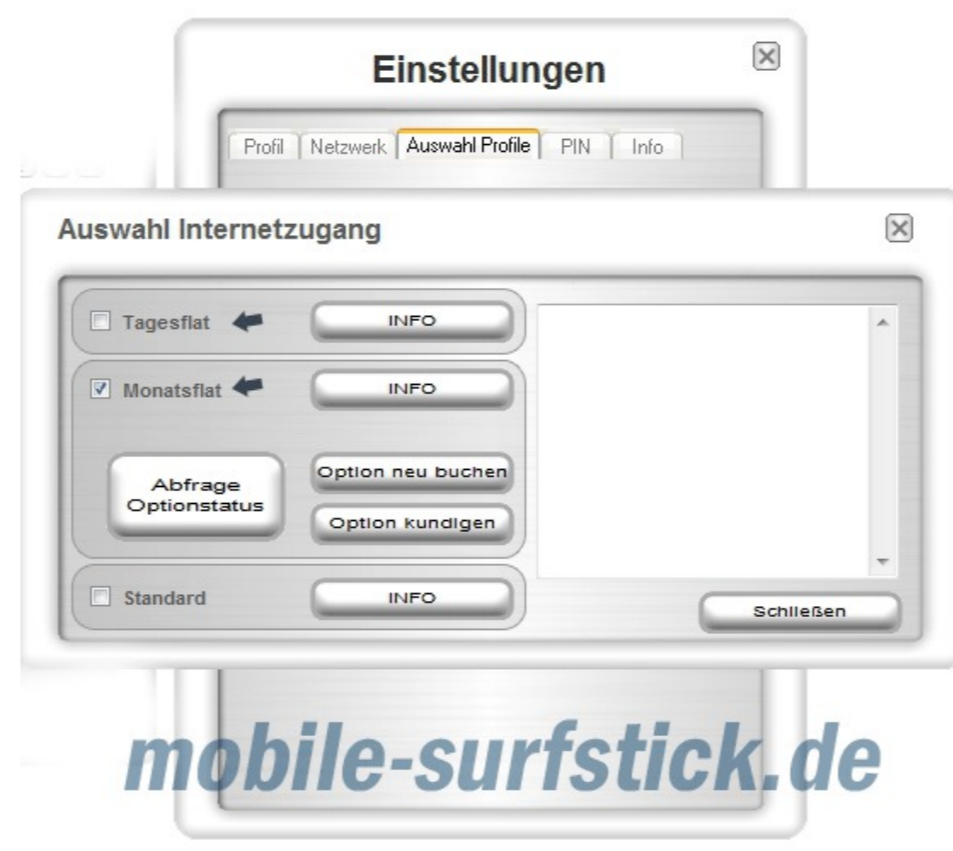 Einstellungen
Profil Netzwerk Auswahl Profile PIN Info
Auswahl Internetzugang
Tagesflat INFO
Monatsflat INFO
Abfrage
Optionstatus
Option neu buchen
Option kundigen
Standard INFO
Schließen
mobile-surfstick.de